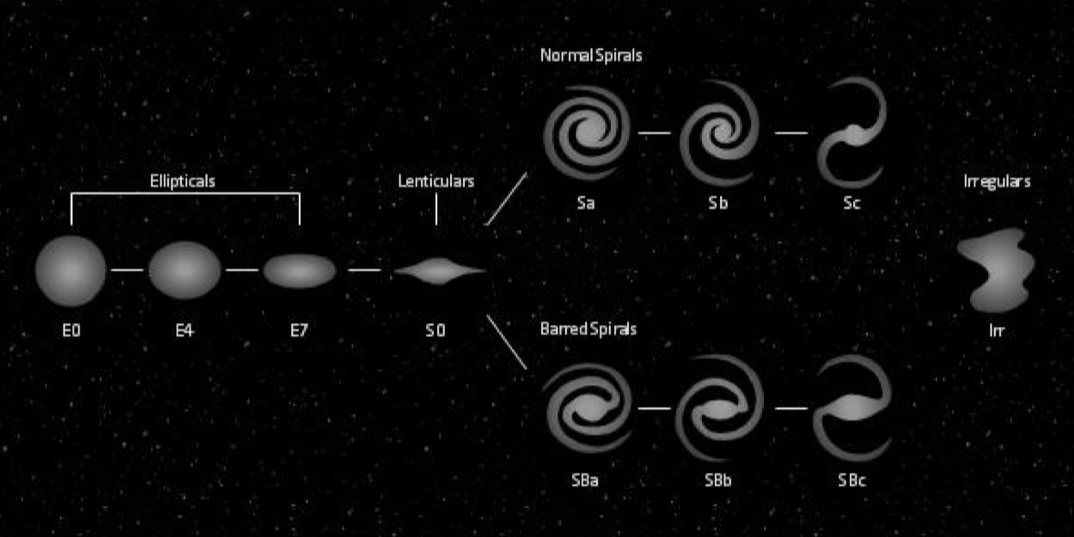 Normal Spirals
Sa
Sb
Sc
Ellipticals
Lenticulars
Irregulars
E0
E4
E7
S0
Irr
Barred Spirals
SBa
SBb
SBc